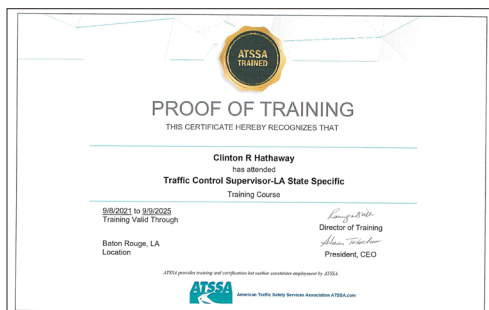 ATSSA
TRAINED
PROOF OF TRAINING
THIS CERTIFICATE HEREBY RECOGNIZES THAT
Clinton R Hathaway
has attended
Traffic Control Supervisor-LA State Specific
Training Course
9/8/2021 to 9/9/2025
Training Valid Through
Director of Training
Baton Rouge, LA
Location
President, CEO
ATSSA provides training and certification but neither constitutes employment by ATSSA.
ATSSA
American Traffic Safety Services Association ATSSA.com